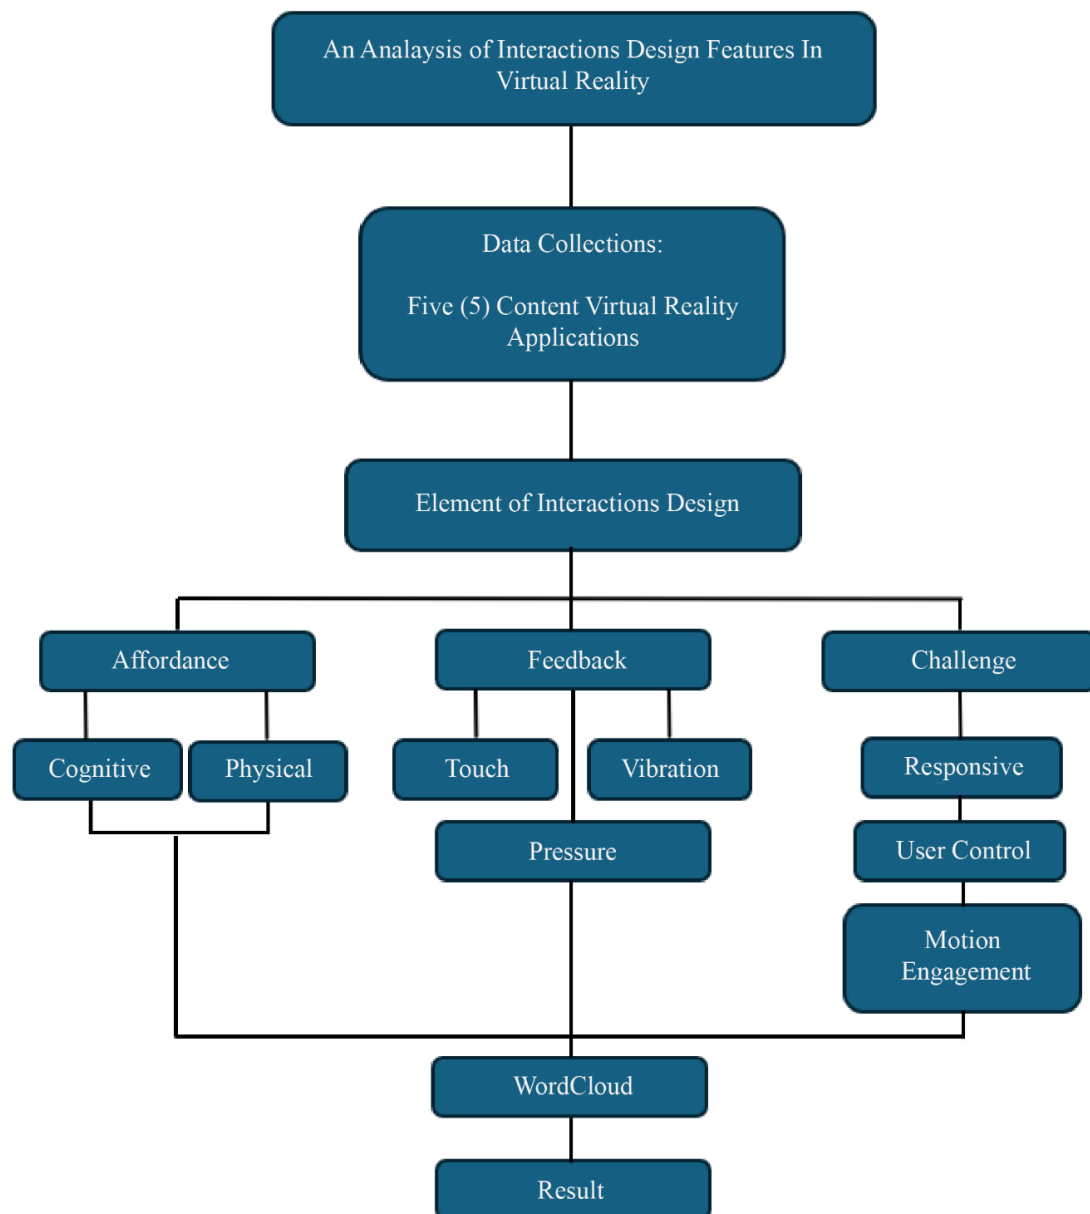 An Analaysis of Interactions Design Features In
Virtual Reality
Data Collections:
Five (5) Content Virtual Reality
Applications
Element of Interactions Design
Affordance
Feedback
Challenge
Cognitive
Physical
Touch
Vibration
Responsive
Pressure
User Control
Motion
Engagement
WordCloud
Result